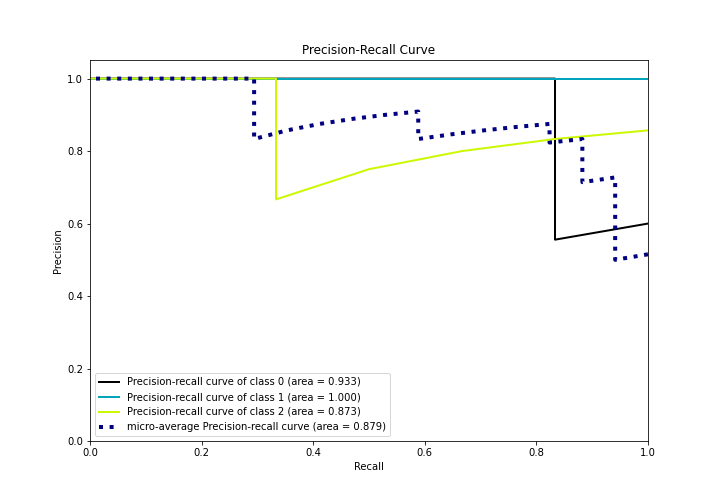 Precision-Recall Curve
1.0
0.8
0.6
0.4
0.2
0.0
Precision
Precision-recall curve of class 0 (area = 0.933)
Precision-recall curve of class 1 (area = 1.000)
Precision-recall curve of class 2 (area = 0.873)
micro-average Precision-recall curve (area = 0.879)
0.0 0.2 0.4 0.6 0.8 1.0
Recall